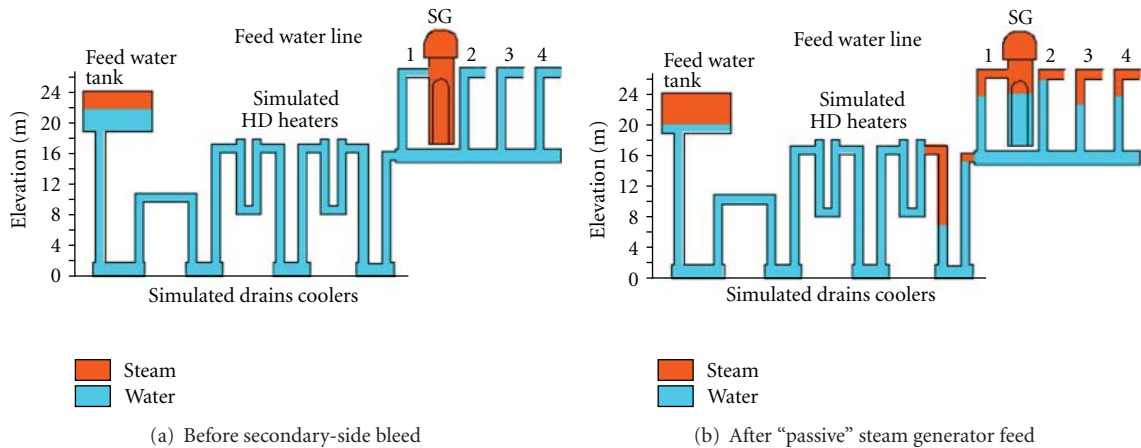 SG
Feed water line
Feed water
tank
1
2
3
4
Simulated
HD heaters
Elevation (m)
24
20
16
12
8
4
0
Simulated drains coolers
Steam
Water
(a) Before secondary-side bleed
SG
Feed water line
Feed water
tank
1
2
3
4
Simulated
HD heaters
Elevation (m)
24
20
16
12
8
4
0
Simulated drains coolers
Steam
Water
(b) After “passive” steam generator feed